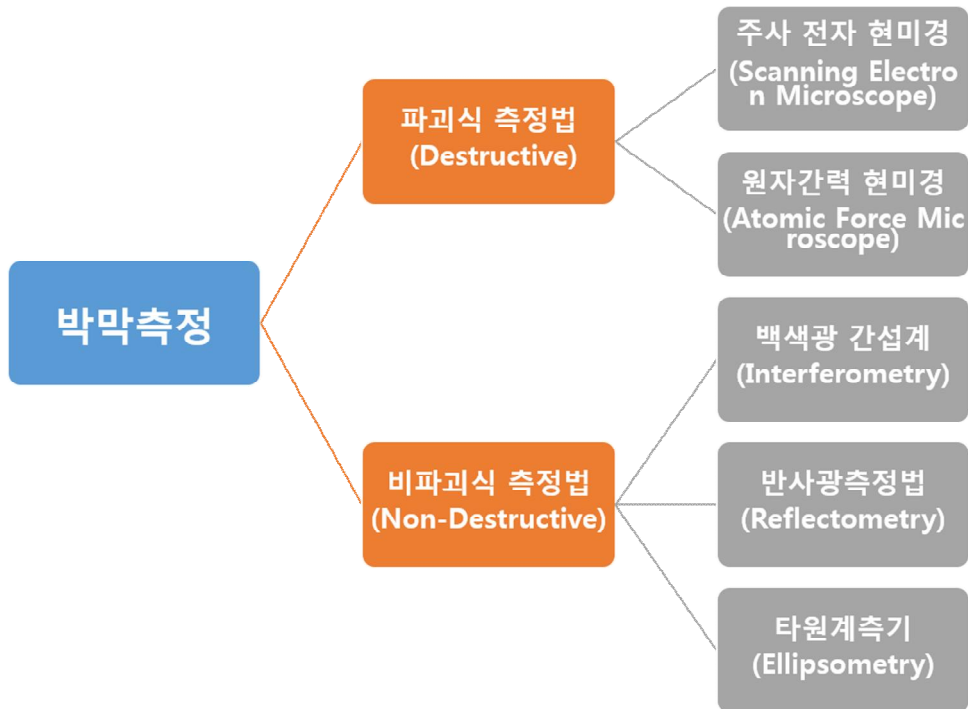 박막측정
파괴식 측정법
(Destructive)
주사 전자 현미경
(Scanning Electro
n Microscope)
원자간력 현미경
(Atomic Force Mic
roscope)
비파괴식 측정법
(Non-Destructive)
백색광 간섭계
(Interferometry)
반사광측정법
(Reflectometry)
타원계측기
(Ellipsometry)